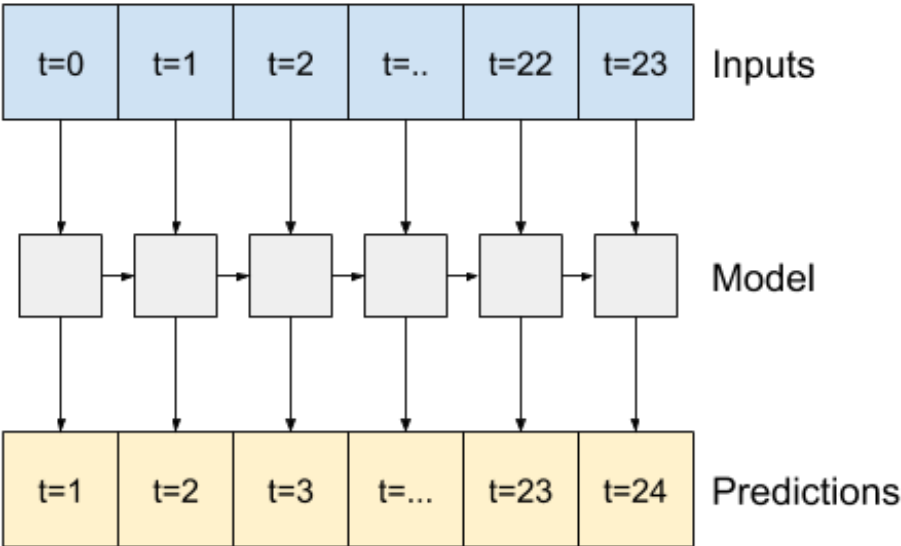 t=0 t=1 t=2 t=.. t=22 t=23 Inputs
Model
t=1 t=2 t=3 t=... t=23 t=24 Predictions